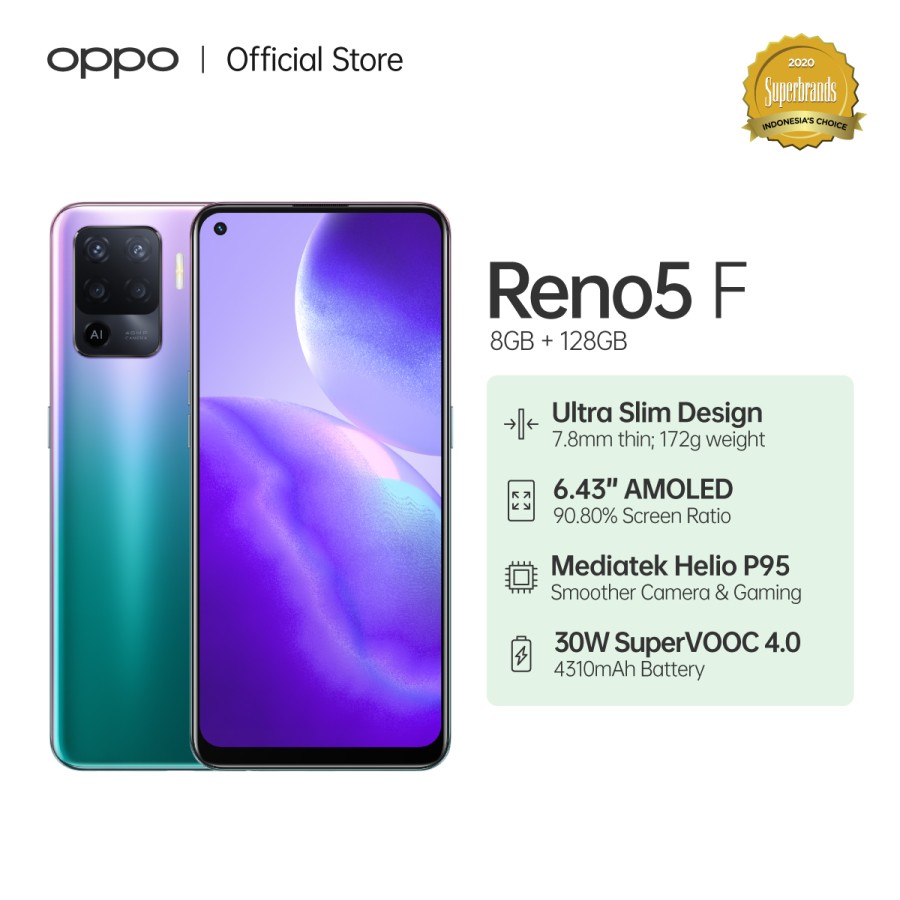 oppo | Official Store
2020
Superbrands
INDONESIA'S CHOICE
AI
48MP
CAMERA
Reno5 F
8GB + 128GB
Ultra Slim Design
7.8mm thin; 172g weight
6.43" AMOLED
90.80% Screen Ratio
Mediatek Helio P95
Smoother Camera & Gaming
30W SuperVOOC 4.0
4310mAh Battery